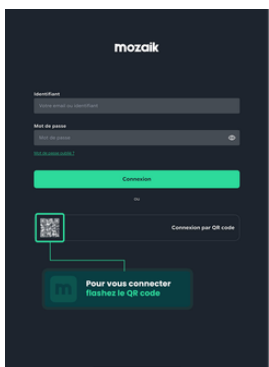 mozaik
Identifiant
Votre email ou identifiant
Mot de passe
Mot de passe
Mot de passe oublié ?
Connexion
ou
Connexion par QR code
m
Pour vous connecter
flashez le QR code